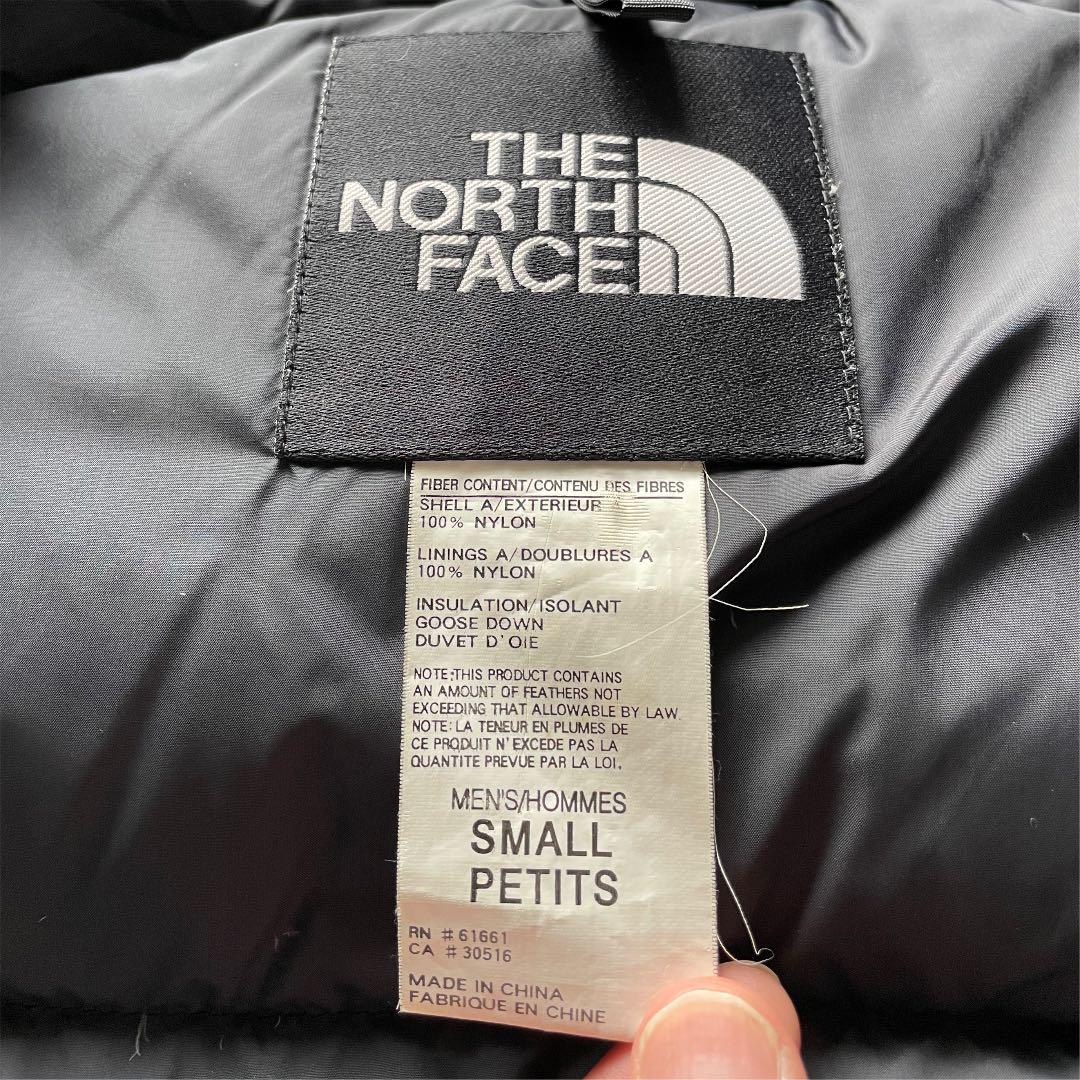 THE
NORTH
FACE
FIBER CONTENT/CONTENU DES FIBRES
SHELL A/EXTERIEUR A
100% NYLON
LININGS A/DOUBLURES A
100% NYLON
INSULATION/ISOLANT
GOOSE DOWN
DUVET D'OIE
NOTE:THIS PRODUCT CONTAINS
AN AMOUNT OF FEATHERS NOT
EXCEEDING THAT ALLOWABLE BY LAW.
NOTE: LA TENEUR EN PLUMES DE
CE PRODUIT N'EXCEDE PAS LA
QUANTITE PREVUE PAR LA LOI.
MEN'S/HOMMES
SMALL
PETITS
RN # 61661
CA # 30516
MADE IN CHINA
FABRIQUE EN CHINE